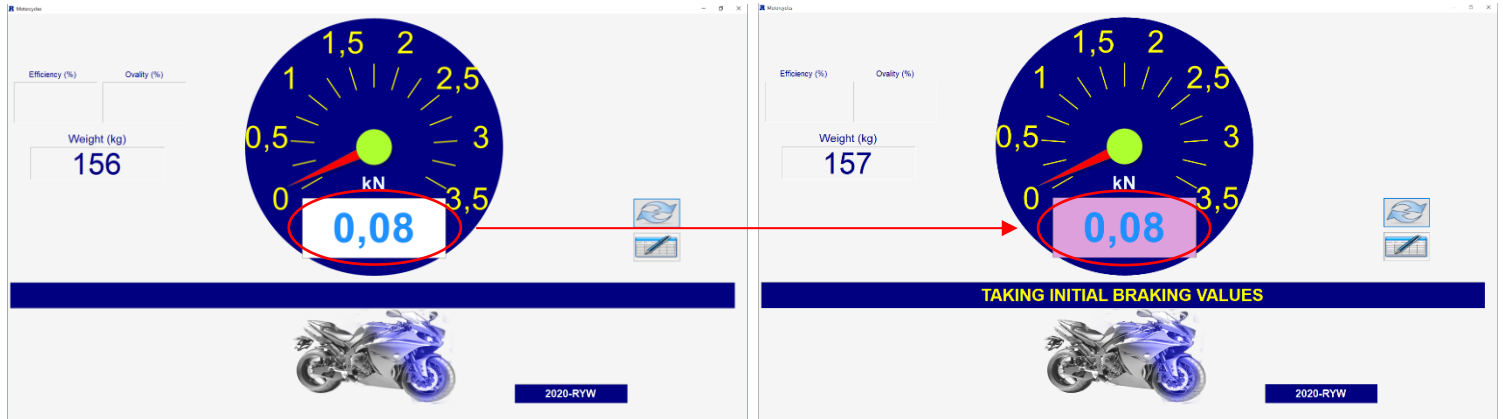 Motorcycles
Efficiency (%) Ovality (%)
Weight (kg)
156
0 0,5 1 1,5 2 2,5 3 3,5
kN
0,08
2020-RYW
Motorcycles
Efficiency (%) Ovality (%)
Weight (kg)
157
0 0,5 1 1,5 2 2,5 3 3,5
kN
0,08
TAKING INITIAL BRAKING VALUES
2020-RYW